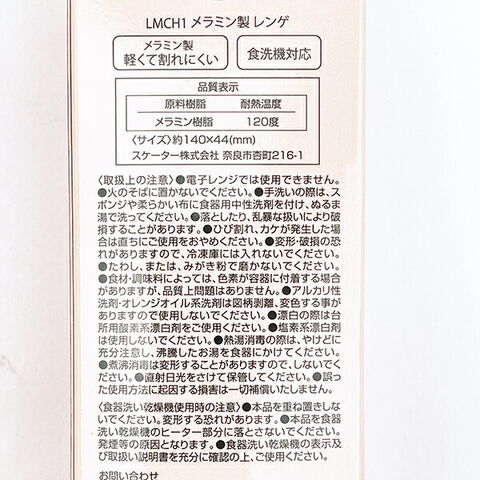 LMCH1 メラミン製 レンゲ
メラミン製
軽くて割れにくい
食洗機対応
品質表示
原料樹脂 耐熱温度
メラミン樹脂 120度
〈サイズ〉約140×44(mm)
スケーター株式会社 奈良市杏町216-1
〈取扱上の注意〉●電子レンジでは使用できません。
●火のそばに置かないでください。●手洗いの際は、ス
ポンジや柔らかい布に食器用中性洗剤を付け、ぬるま
湯で洗ってください。●落としたり、乱暴な扱いにより破
損することがあります。●ひび割れ、カケが発生した場合
は直ちにご使用をおやめください。●変形・破損の恐
れがありますので、冷凍庫には入れないでください。
●たわし、または、みがき粉で磨かないでください。
●食材・調味料によっては、色素が容器に付着する場合
がありますが、品質上問題はありません。●アルカリ性
洗剤・オレンジオイル系洗剤は図柄剥離、変色する事が
ありますので使用しないでください。●漂白の際は台
所用酸素系漂白剤をご使用ください。●塩素系漂白剤
は使用しないでください。●熱湯消毒の際は、やけどに
充分注意し、沸騰したお湯を食器にかけてください。
●煮沸消毒は変形することがありますので、しないでく
ださい。●直射日光をさけて保管してください。●誤っ
た使用方法に起因する損害は一切補償いたしません。
〈食器洗い乾燥機使用時の注意〉●本品を重ね置きしな
いでください。変形する恐れがあります。●本品を食器
洗い乾燥機のヒーター部分に落とさないでください。
発煙等の原因となります。●食器洗い乾燥機の表示及
び取扱い説明書を充分に確認の上、ご使用ください。
お問い合わせ